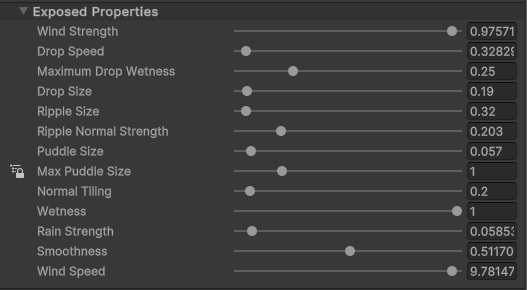 Exposed Properties
Wind Strength 0.97571
Drop Speed 0.32829
Maximum Drop Wetness 0.25
Drop Size 0.19
Ripple Size 0.32
Ripple Normal Strength 0.203
Puddle Size 0.057
Max Puddle Size 1
Normal Tiling 0.2
Wetness 1
Rain Strength 0.05853
Smoothness 0.51170
Wind Speed 9.78147